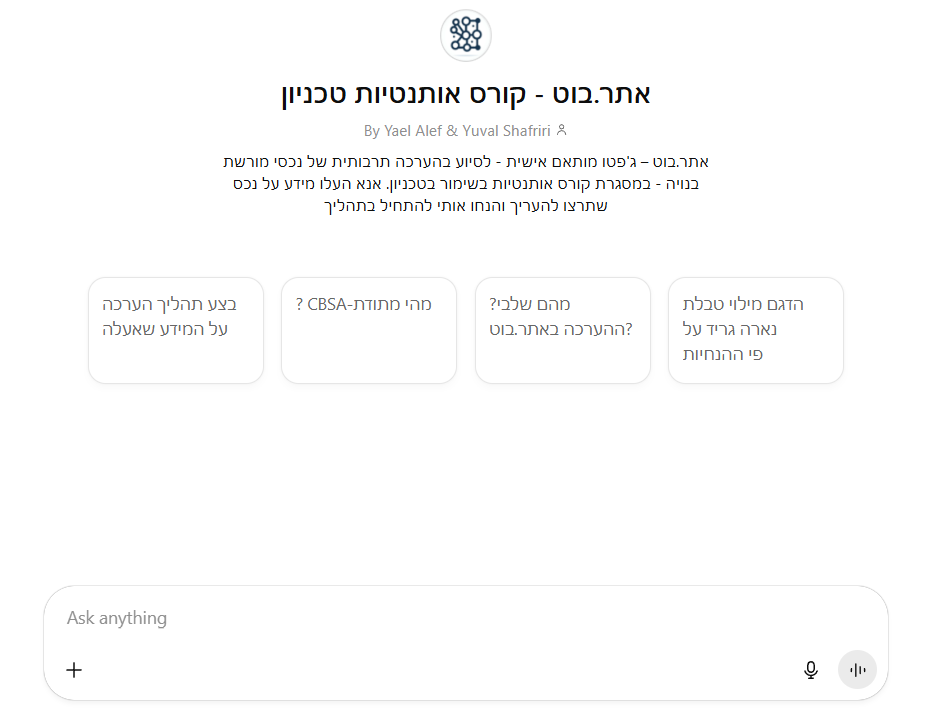 אתר.בוט - קורס אותנטיות טכניון
By Yael Alef & Yuval Shafriri
אתר.בוט – ג'פטו מותאם אישית - לסיוע בהערכה תרבותית של נכסי מורשת
בנויה - במסגרת קורס אותנטיות בשימור בטכניון. אנא העלו מידע על נכס
שתרצו להעריך והנחו אותי להתחיל בתהליך
בצע תהליך הערכה
על המידע שאעלה
מהי מתודת-CBSA ?
מהם שלבי?
ההערכה באתר.בוט?
הדגם מילוי טבלת
נארה גריד על
פי ההנחיות
Ask anything